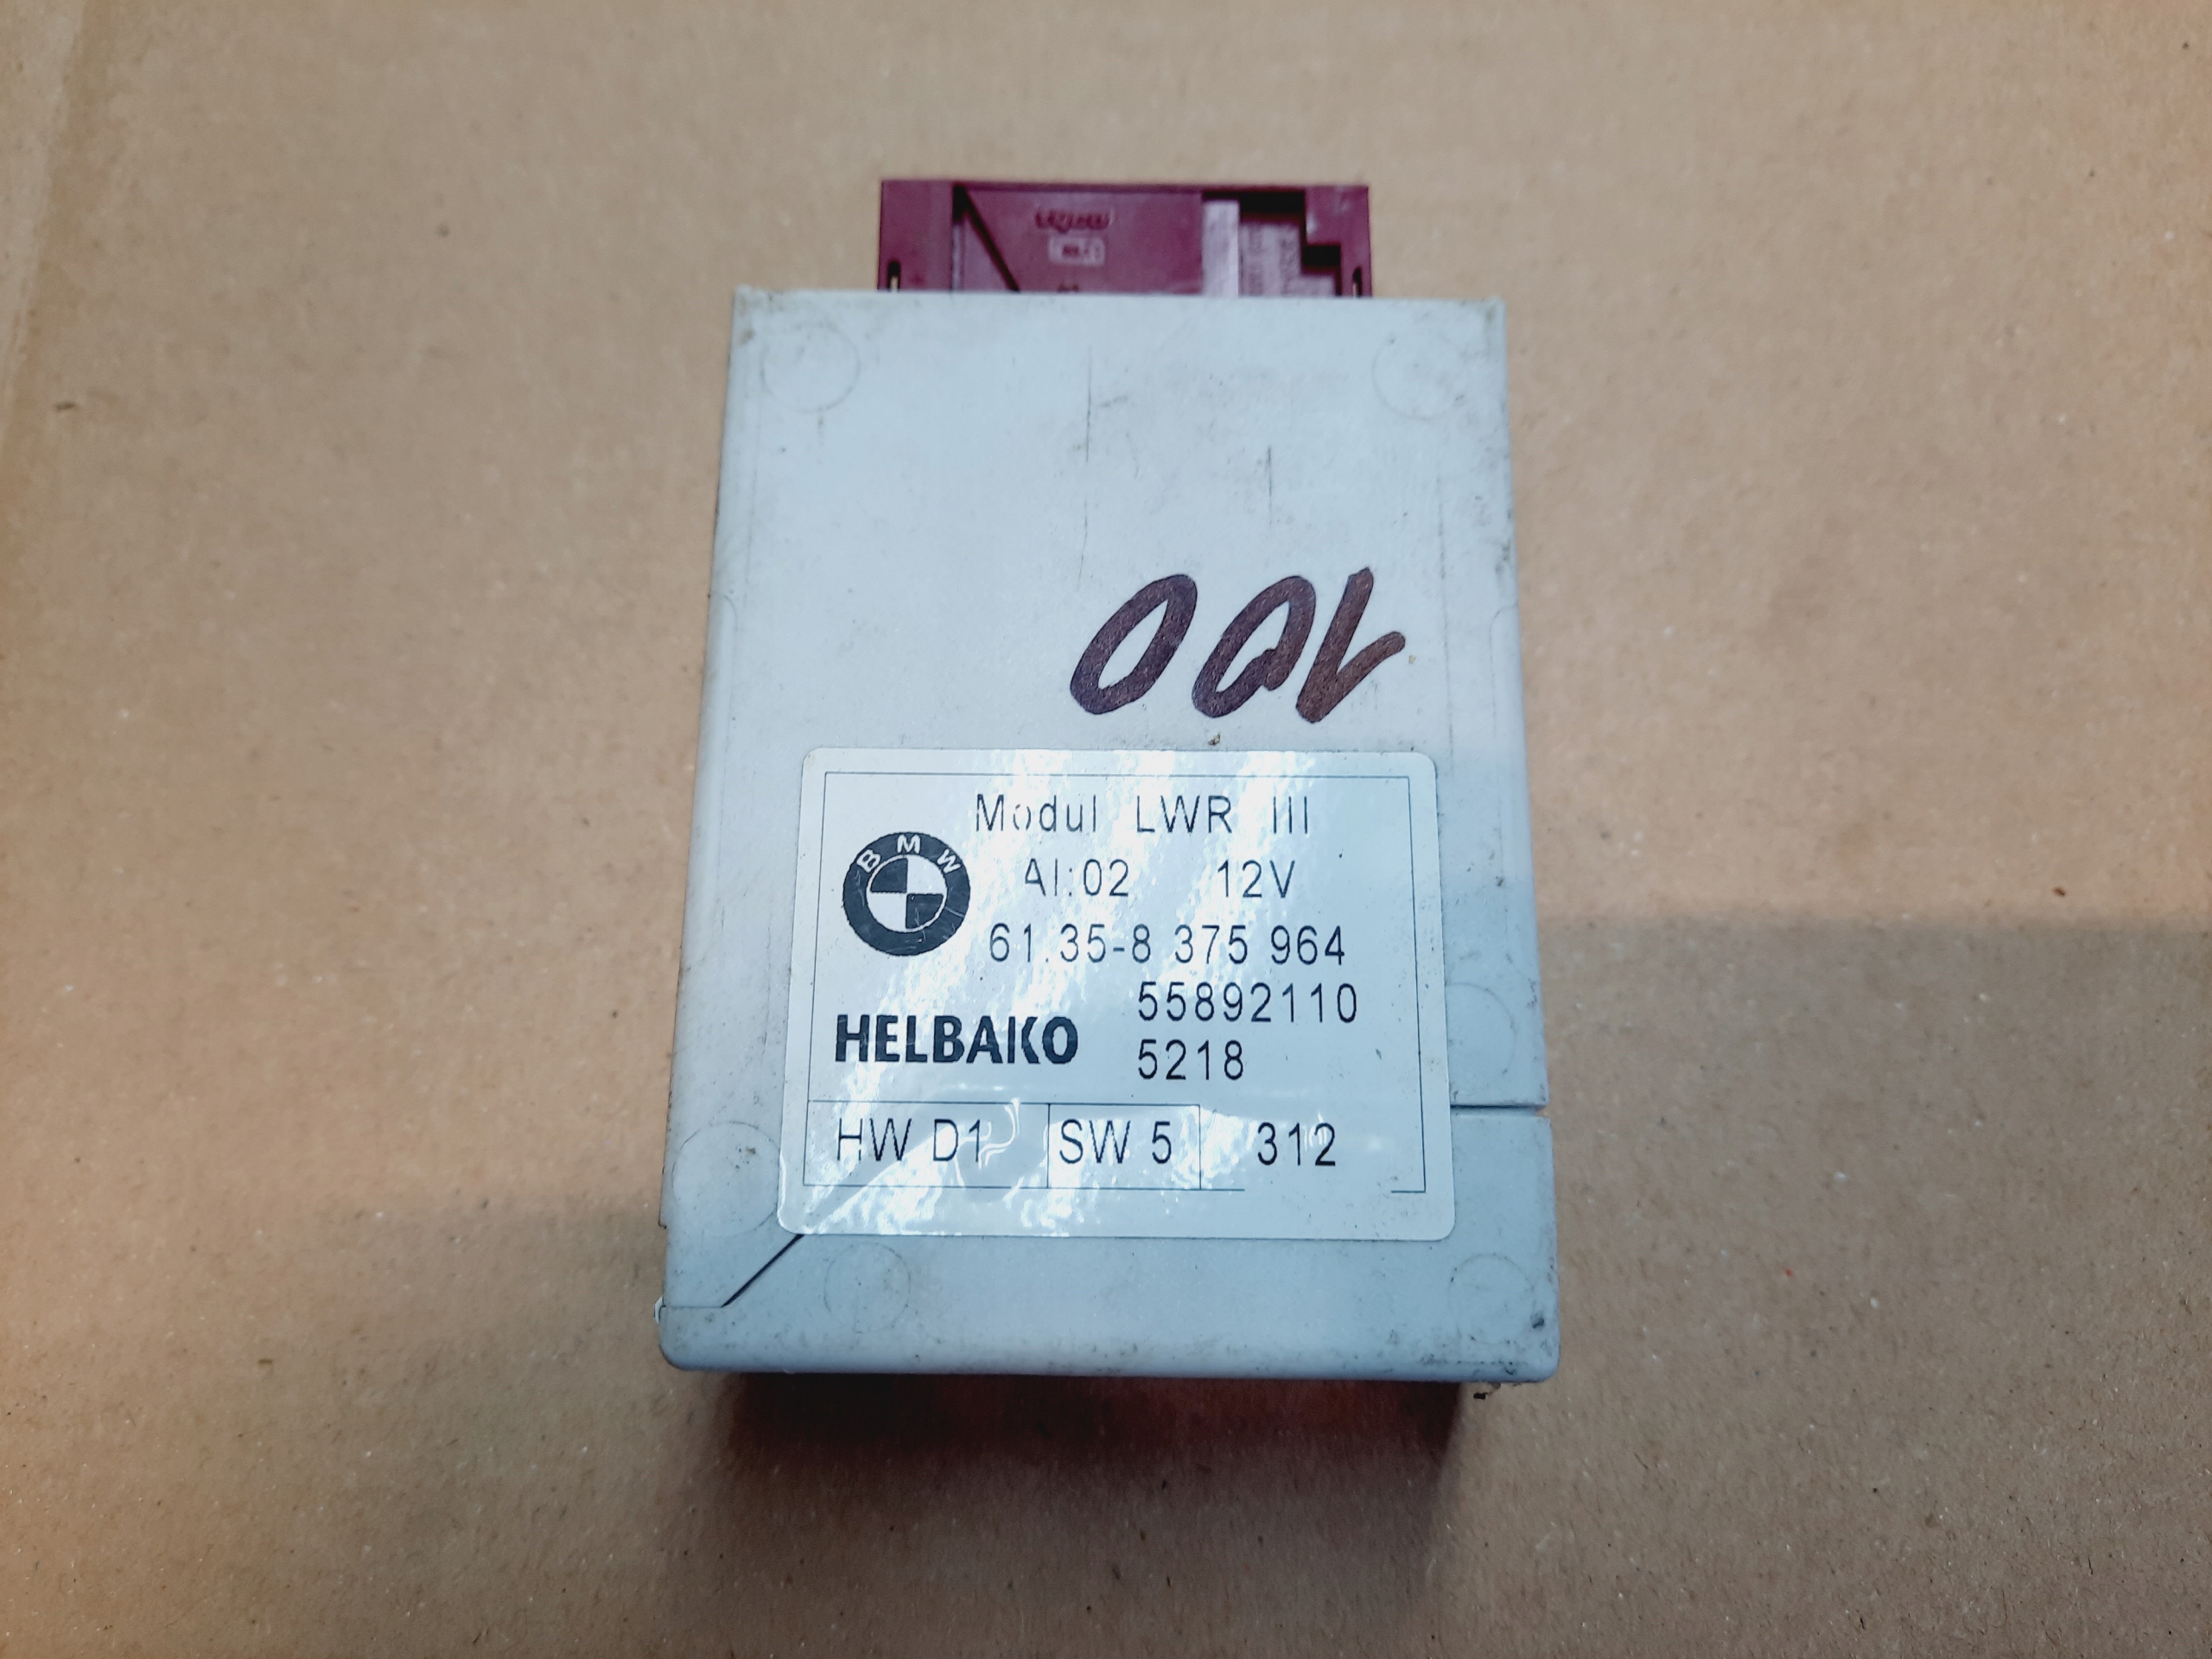 100
Modul LWR III
BMW
AI:02 12V
61.35-8 375 964
55892110
HELBAKO
5218
HW D1 SW 5 312